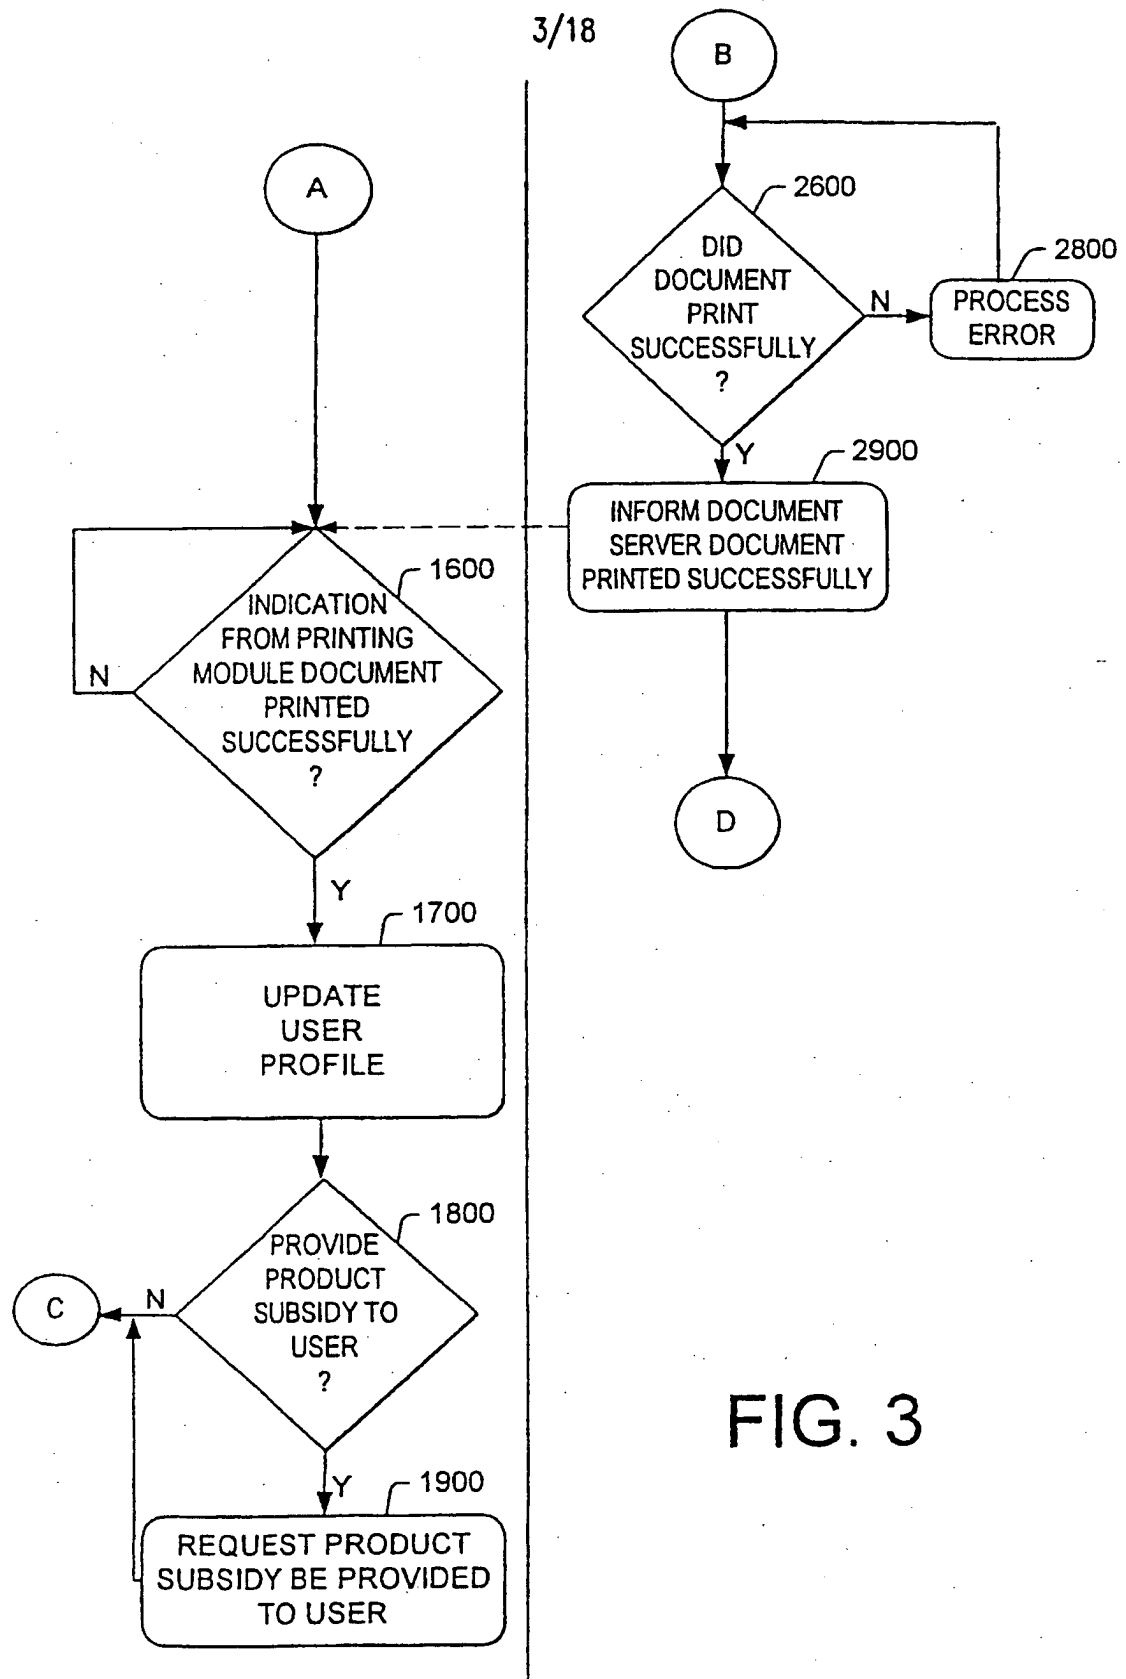 3/18
A
1600
INDICATION
FROM PRINTING
MODULE DOCUMENT
PRINTED
SUCCESSFULLY
?
N
Y
1700
UPDATE
USER
PROFILE
1800
PROVIDE
PRODUCT
SUBSIDY TO
USER
?
N
C
Y
1900
REQUEST PRODUCT
SUBSIDY BE PROVIDED
TO USER
B
2600
DID
DOCUMENT
PRINT
SUCCESSFULLY
?
N
2800
PROCESS
ERROR
Y
2900
INFORM DOCUMENT
SERVER DOCUMENT
PRINTED SUCCESSFULLY
D
FIG. 3